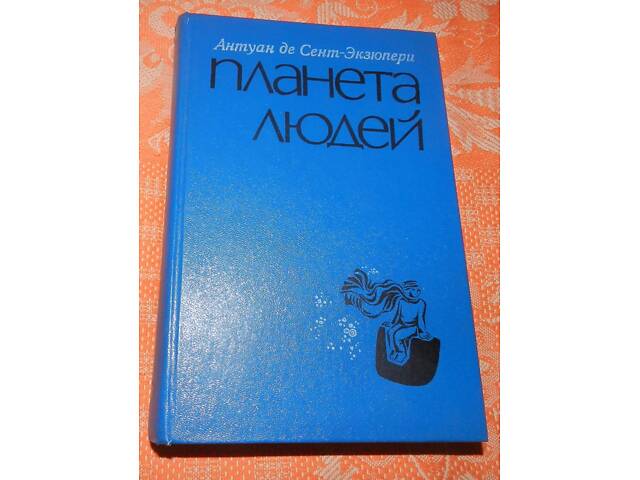 Антуан де Сент-Экзюпери
планета
людей